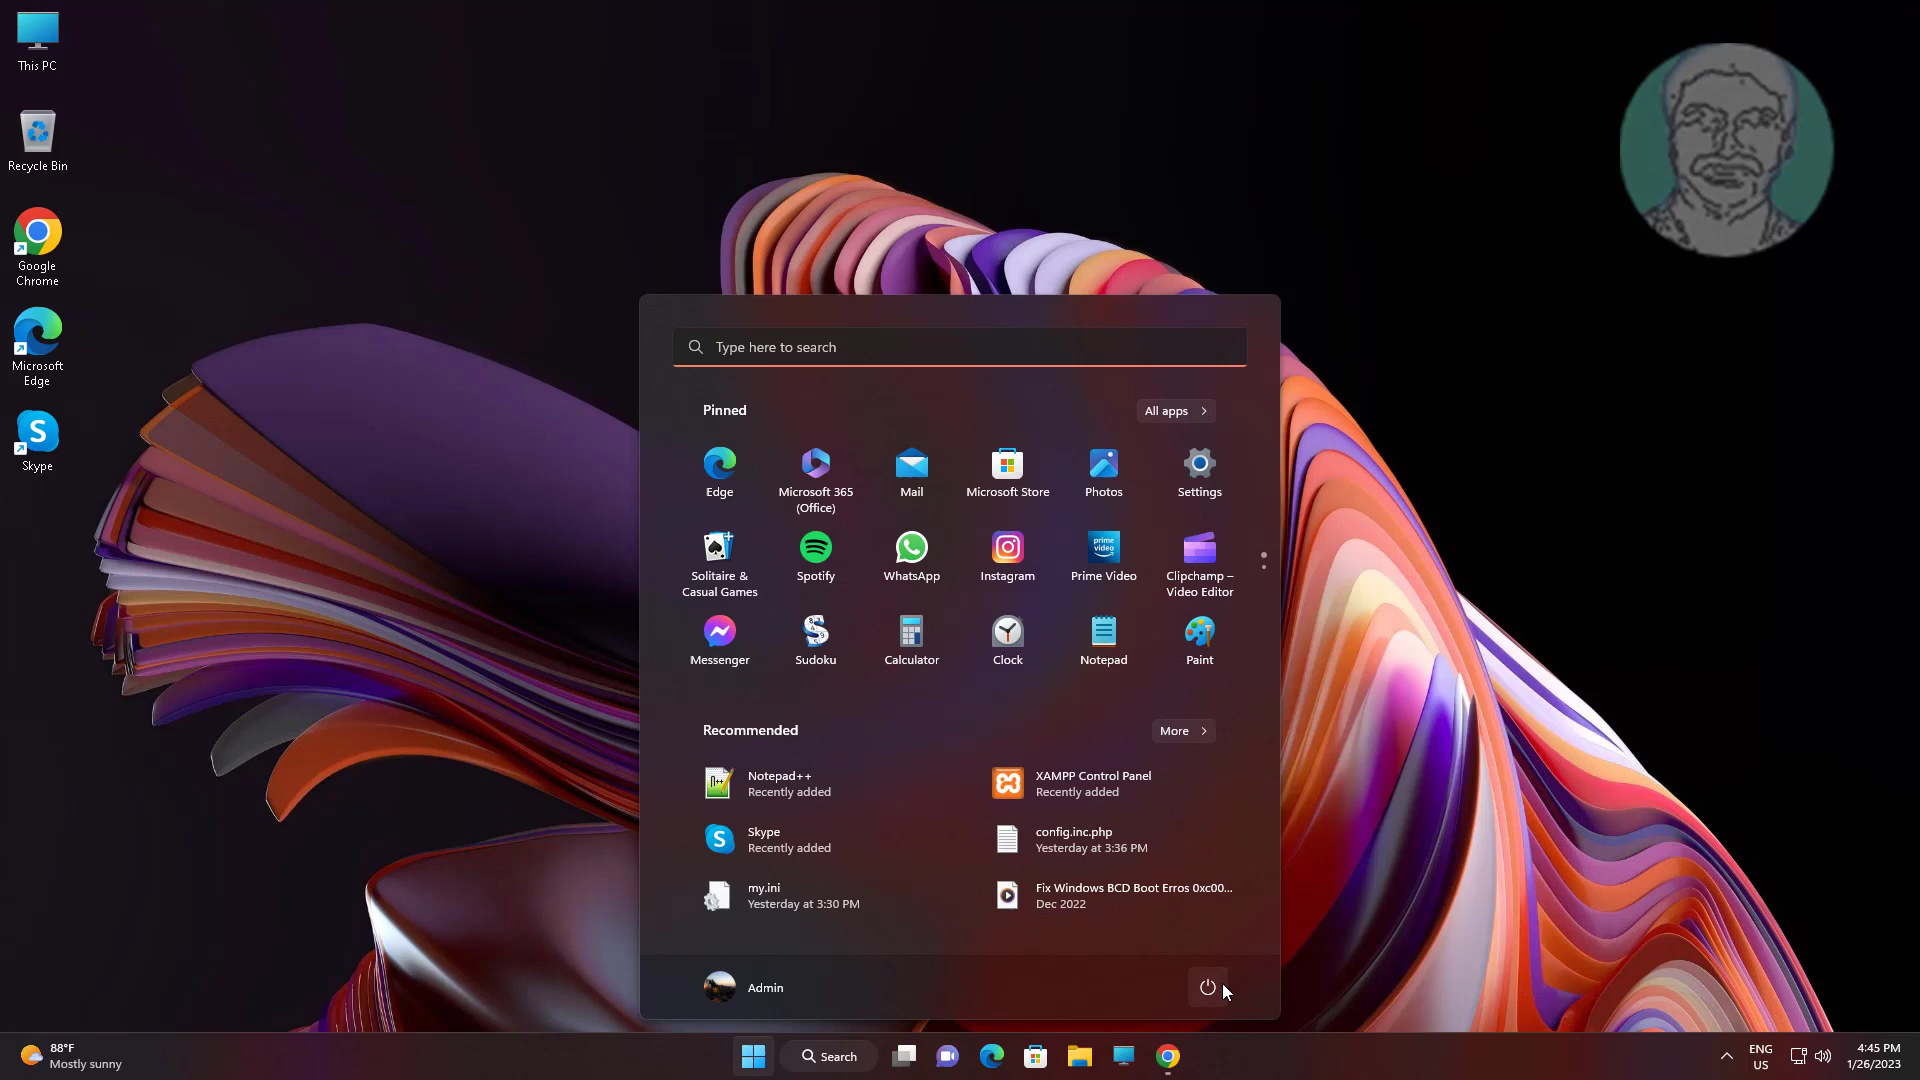 This PC
Recycle Bin
Google
Chrome
Microsoft
Edge
S
Skype
Type here to search
Pinned
All apps
Edge
Microsoft 365
(Office)
Mail
Microsoft Store
Photos
Settings
Solitaire &
Casual Games
Spotify
WhatsApp
Instagram
prime
video
Prime Video
Clipchamp –
Video Editor
Messenger
Sudoku
Calculator
Clock
Notepad
Paint
Recommended
More
Notepad++
Recently added
XAMPP Control Panel
Recently added
S
Skype
Recently added
config.inc.php
Yesterday at 3:36 PM
my.ini
Yesterday at 3:30 PM
Fix Windows BCD Boot Erros 0xc00...
Dec 2022
Admin
88°F
Mostly sunny
Search
ENG
US
4:45 PM
1/26/2023